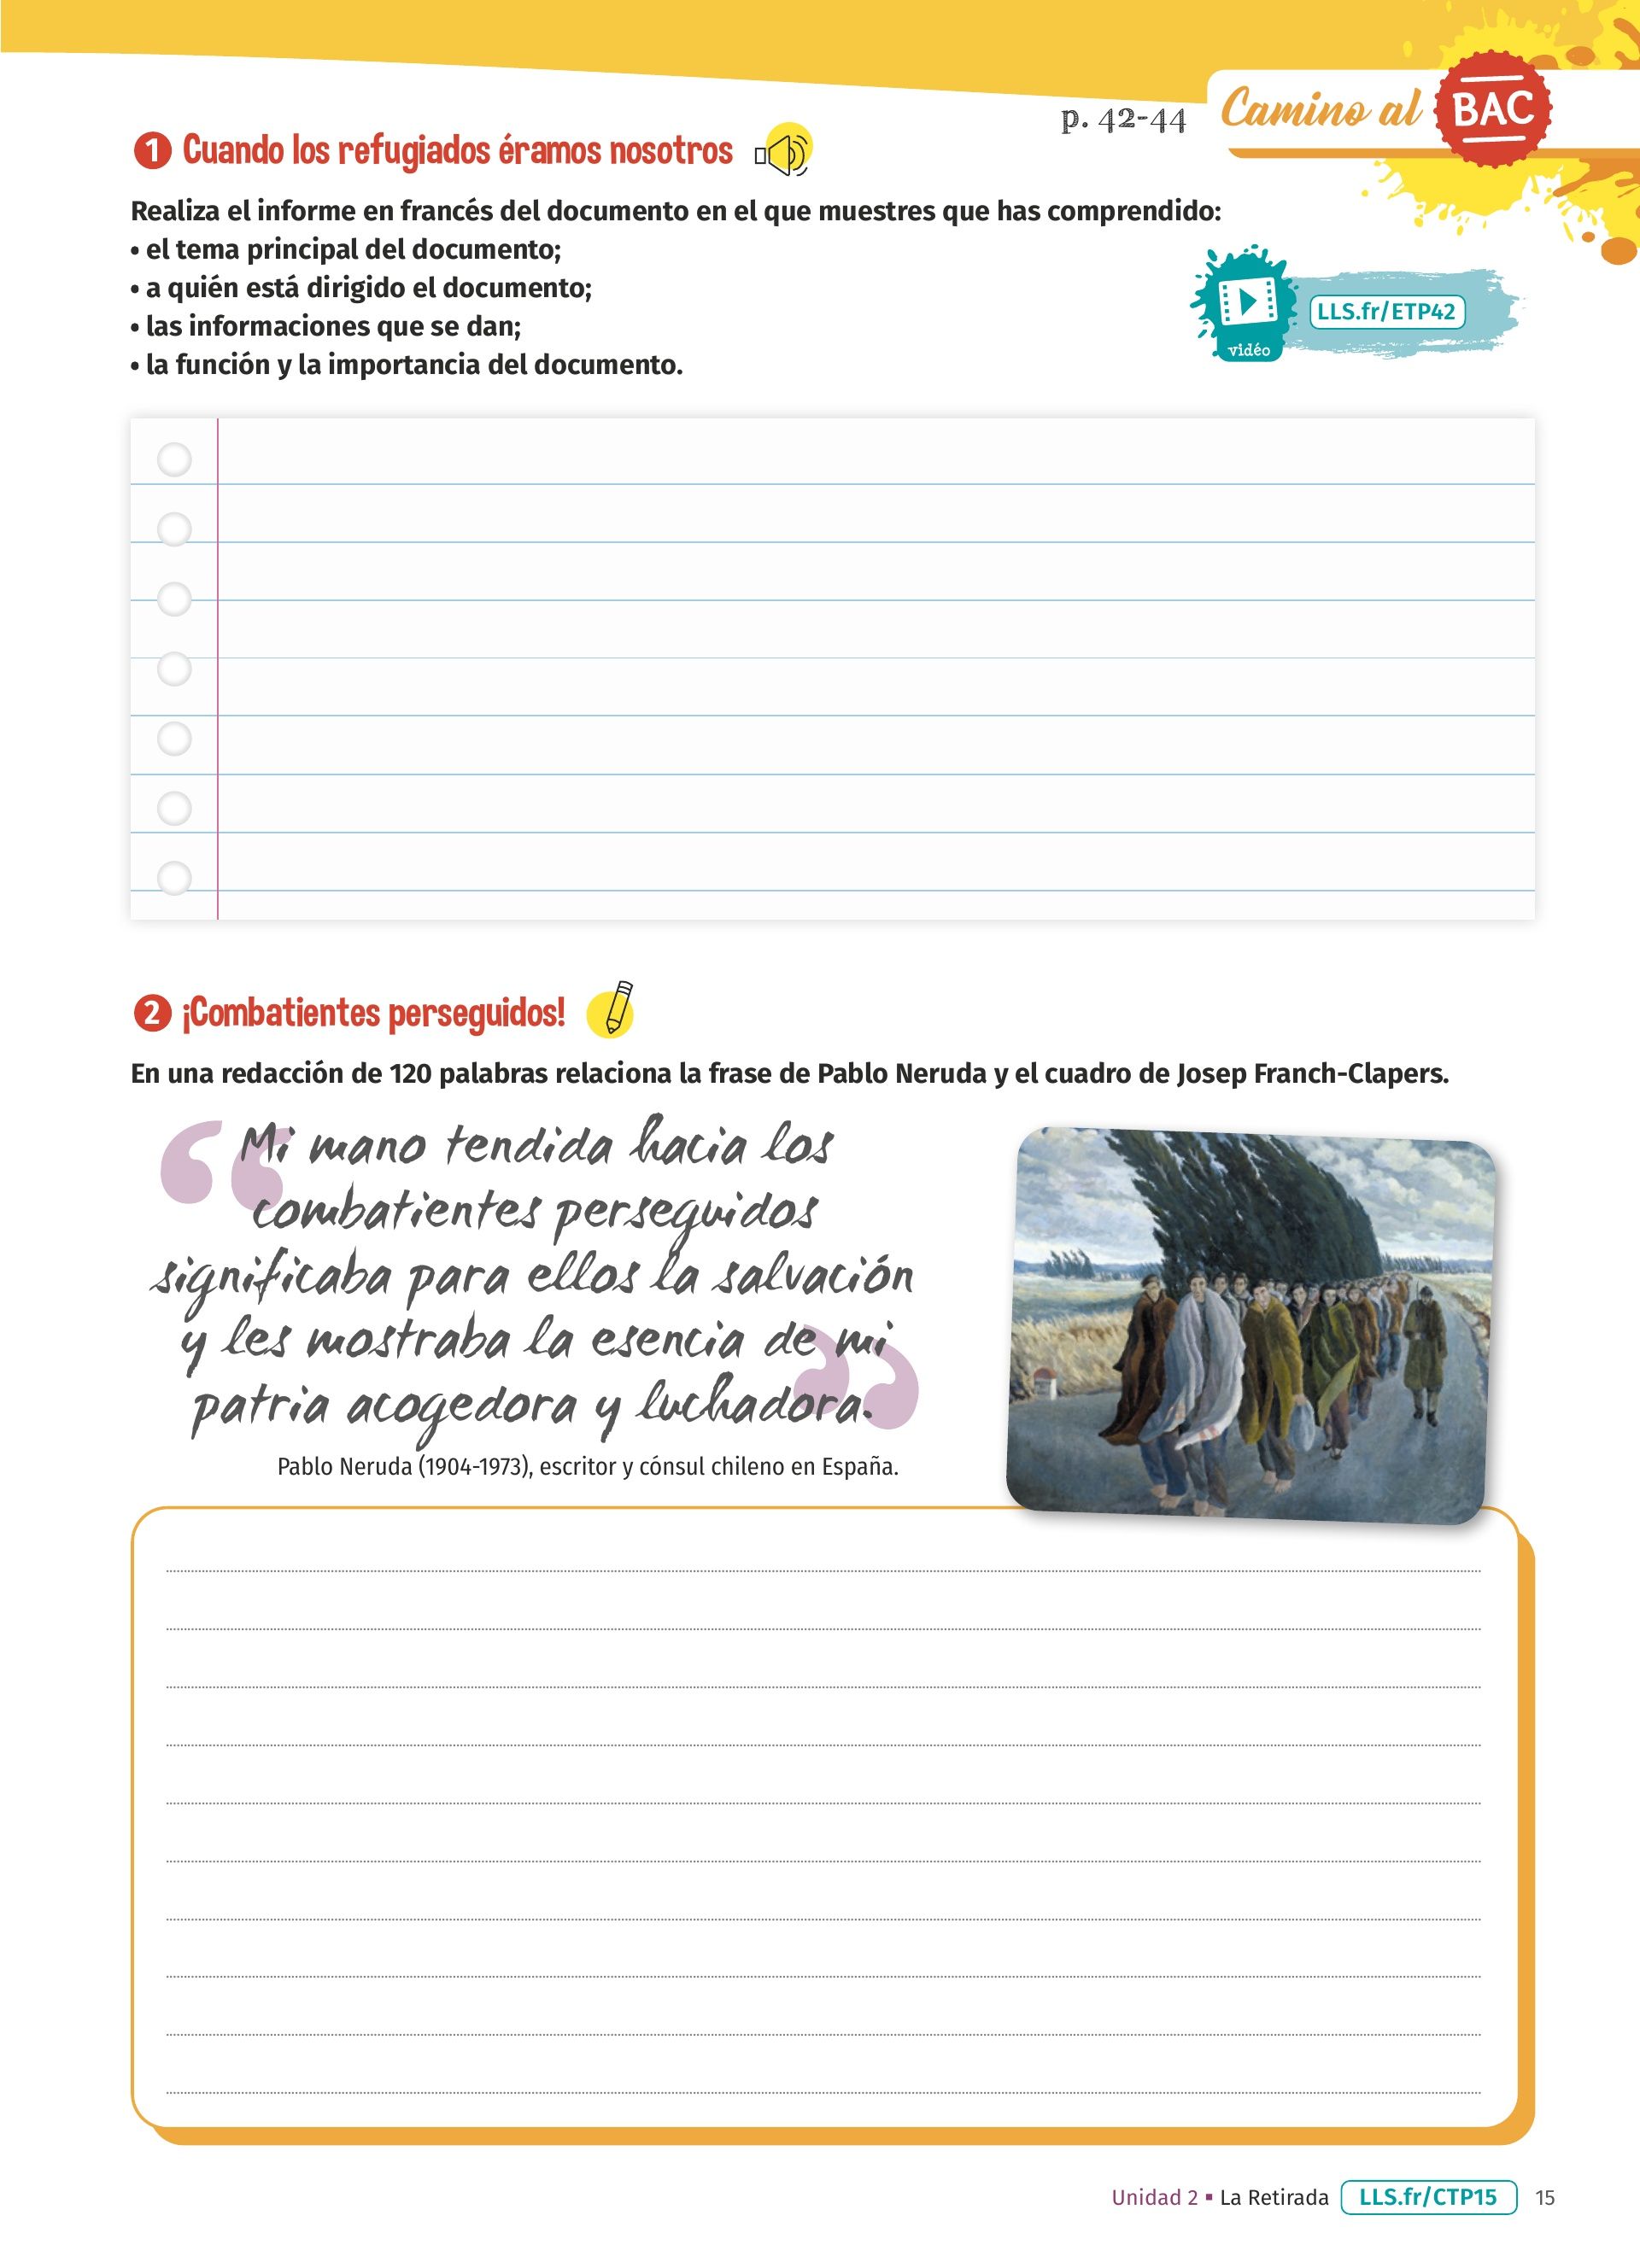 p. 42-44
Camino al BAC
1 Cuando los refugiados éramos nosotros
Realiza el informe en francés del documento en el que muestres que has comprendido:
• el tema principal del documento;
• a quién está dirigido el documento;
• las informaciones que se dan;
• la función y la importancia del documento.
vidéo
LLS.fr/ETP42
2 ¡Combatientes perseguidos!
En una redacción de 120 palabras relaciona la frase de Pablo Neruda y el cuadro de Josep Franch-Clapers.
“Mi mano tendida hacia los
combatientes perseguidos
significaba para ellos la salvación
y les mostraba la esencia de mi
patria acogedora y luchadora.”
Pablo Neruda (1904-1973), escritor y cónsul chileno en España.
Unidad 2 ▪ La Retirada LLS.fr/CTP15 15